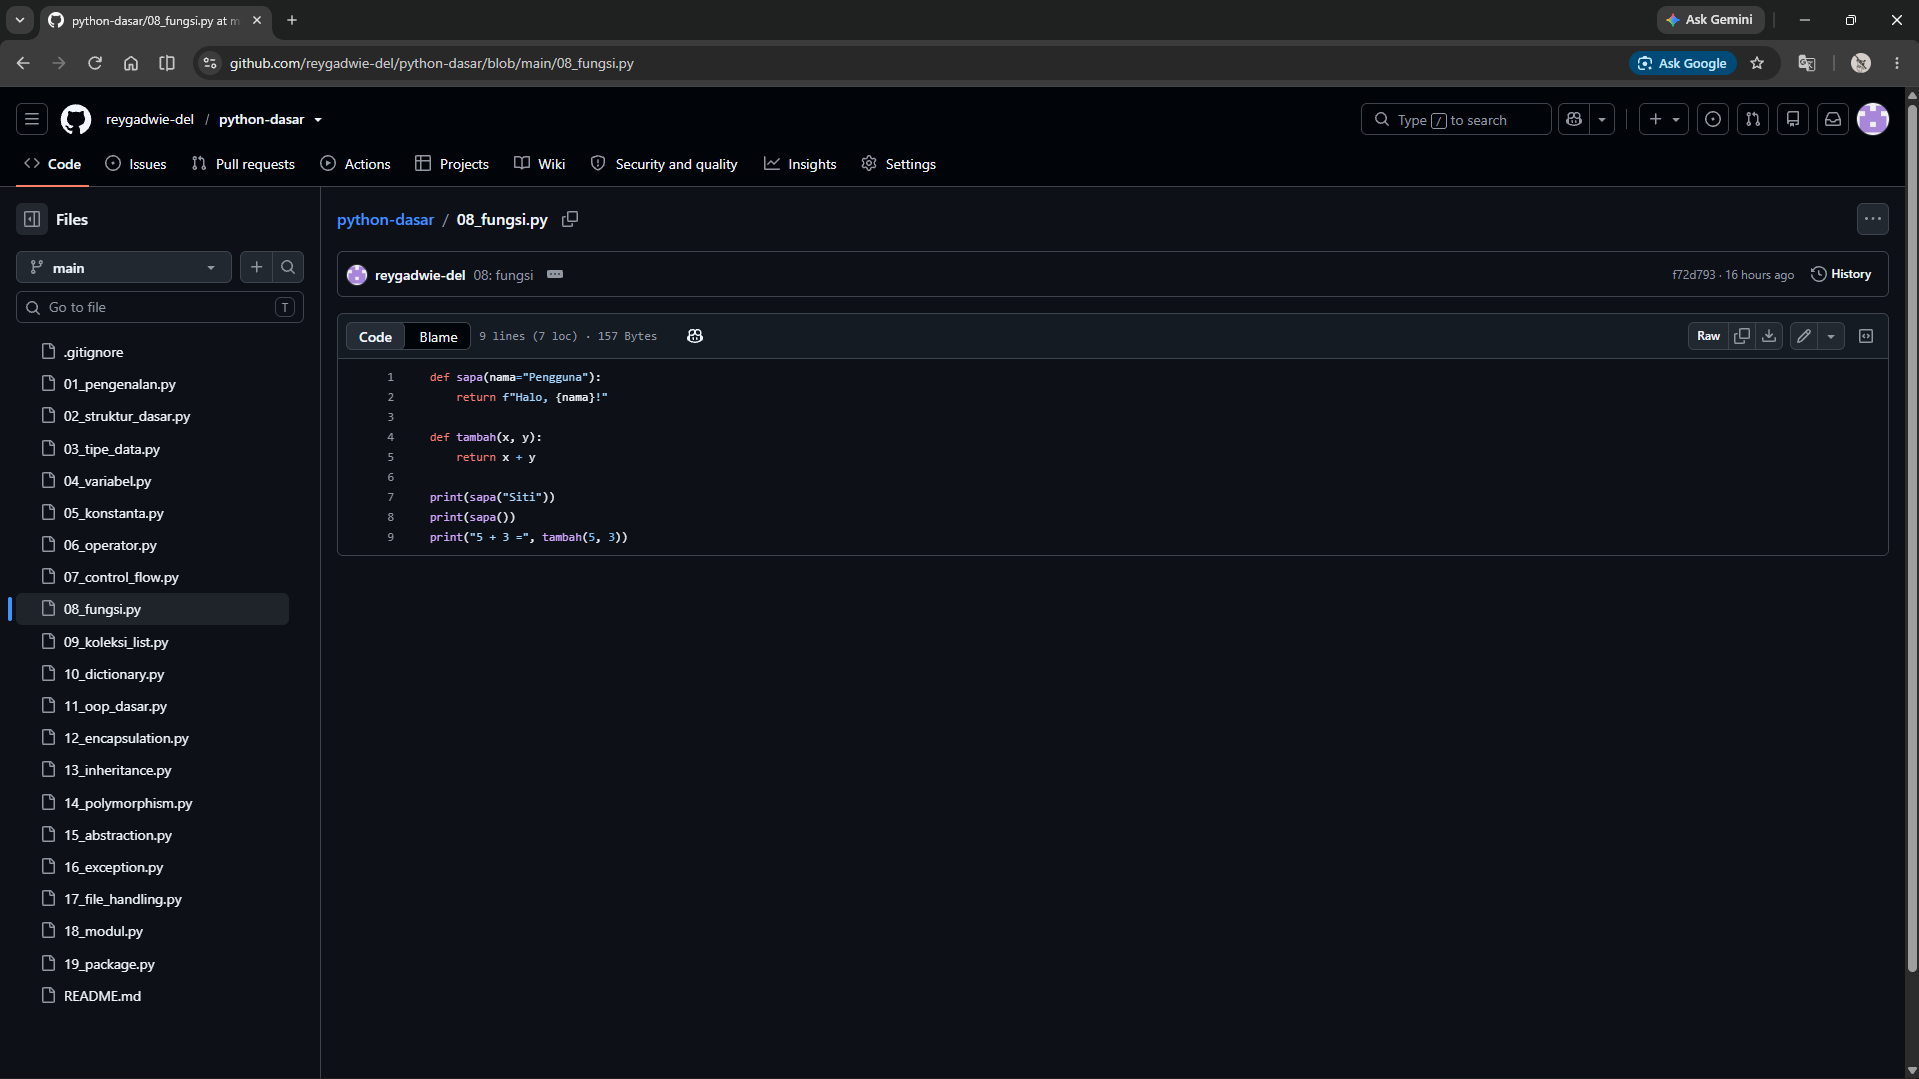 python-dasar/08_fungsi.py at m
Ask Gemini
github.com/reygadwie-del/python-dasar/blob/main/08_fungsi.py
Ask Google
reygadwie-del / python-dasar
Type / to search
Code
Issues
Pull requests
Actions
Projects
Wiki
Security and quality
Insights
Settings
Files
main
Go to file
T
.gitignore
01_pengenalan.py
02_struktur_dasar.py
03_tipe_data.py
04_variabel.py
05_konstanta.py
06_operator.py
07_control_flow.py
08_fungsi.py
09_koleksi_list.py
10_dictionary.py
11_oop_dasar.py
12_encapsulation.py
13_inheritance.py
14_polymorphism.py
15_abstraction.py
16_exception.py
17_file_handling.py
18_modul.py
19_package.py
README.md
python-dasar / 08_fungsi.py
reygadwie-del 08: fungsi
f72d793 · 16 hours ago
History
Code
Blame
9 lines (7 loc) · 157 Bytes
Raw
1 def sapa(nama="Pengguna"):
2     return f"Halo, {nama}!"
3
4 def tambah(x, y):
5     return x + y
6
7 print(sapa("Siti"))
8 print(sapa())
9 print("5 + 3 =", tambah(5, 3))